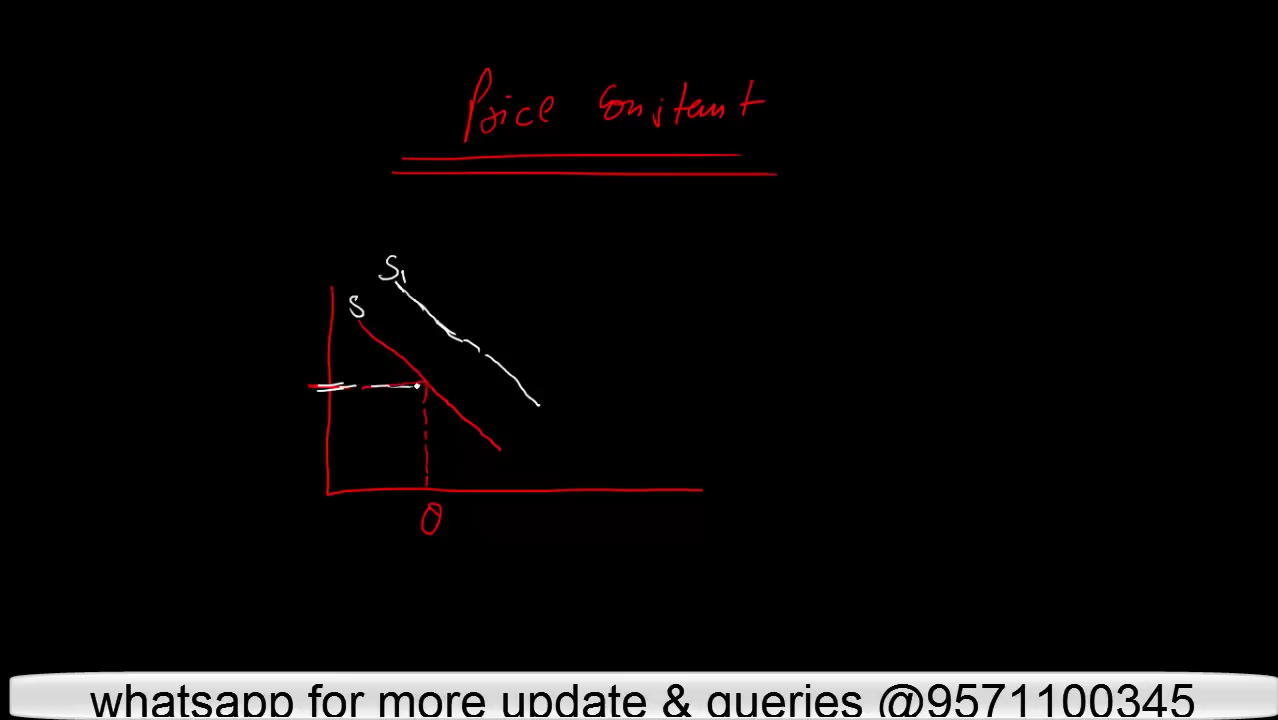 Price Constant
S1
S
Q
whatsapp for more update & queries @9571100345